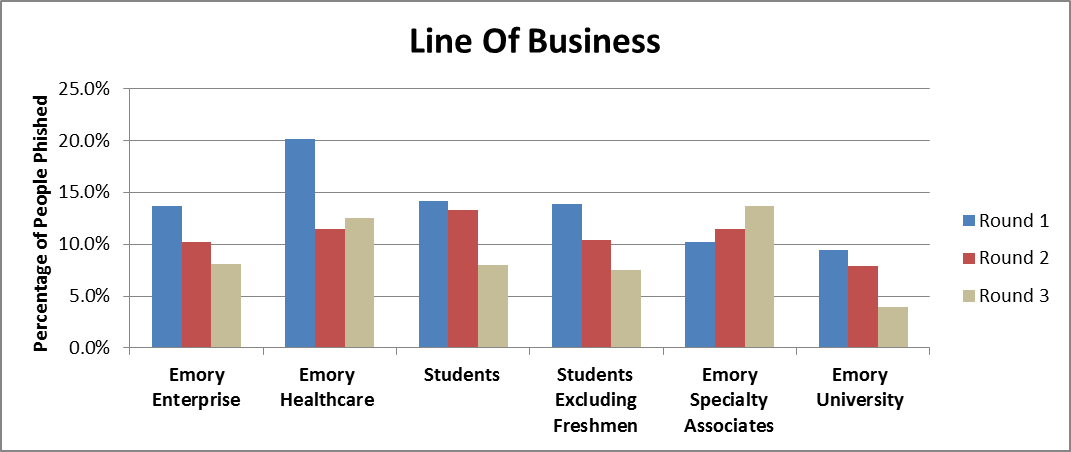 Line Of Business
Percentage of People Phished
25.0%
20.0%
15.0%
10.0%
5.0%
0.0%
Emory
Enterprise
Emory
Healthcare
Students
Students
Excluding
Freshmen
Emory
Specialty
Associates
Emory
University
Round 1
Round 2
Round 3